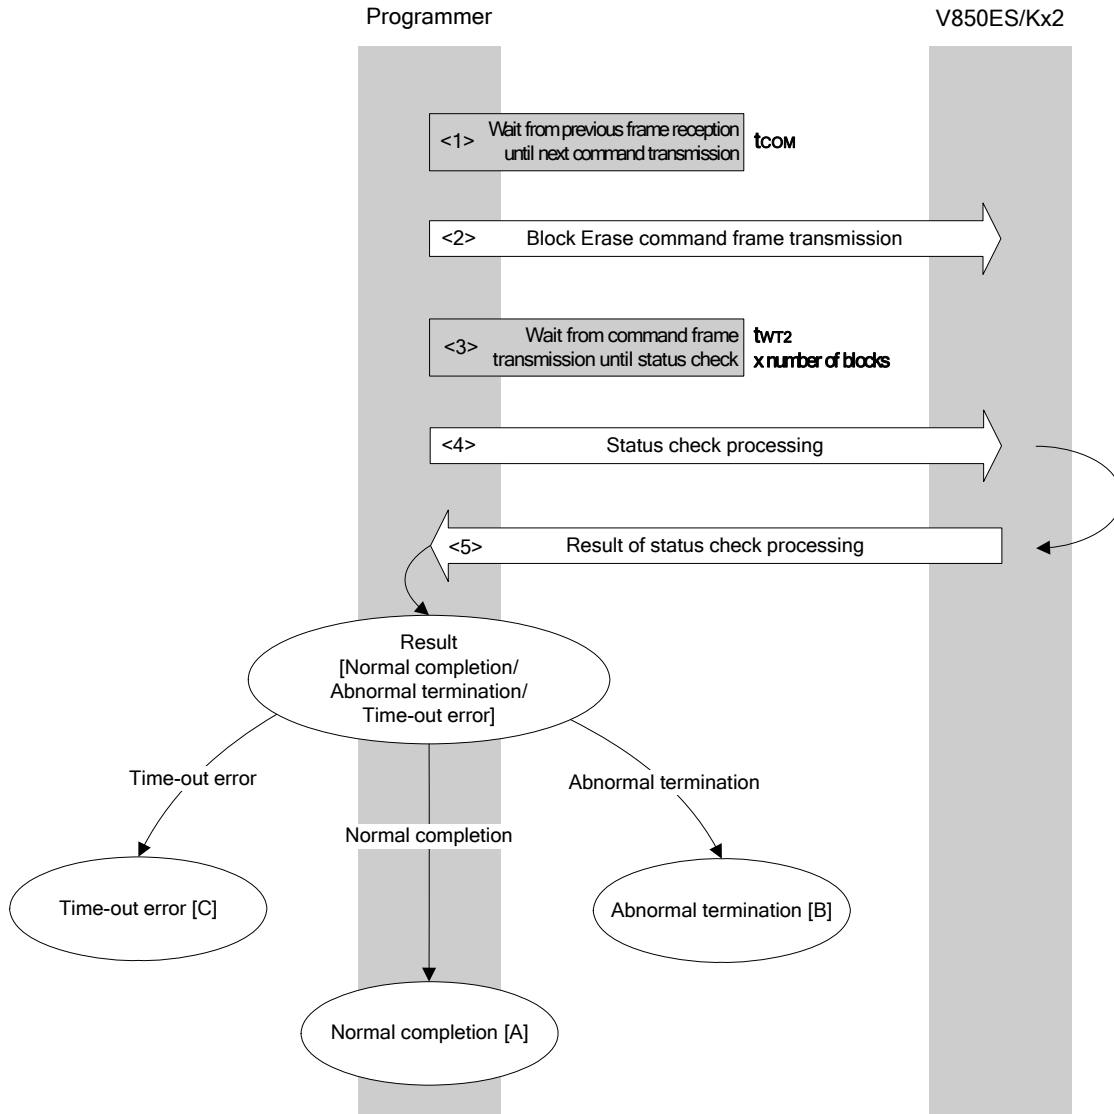 Programmer
V850ES/Kx2
<1> Wait from previous frame reception
until next command transmission
tCOM
<2> Block Erase command frame transmission
<3> Wait from command frame
transmission until status check
tWT2
x number of blocks
<4> Status check processing
<5> Result of status check processing
Result
[Normal completion/
Abnormal termination/
Time-out error]
Time-out error
Abnormal termination
Normal completion
Time-out error [C]
Abnormal termination [B]
Normal completion [A]